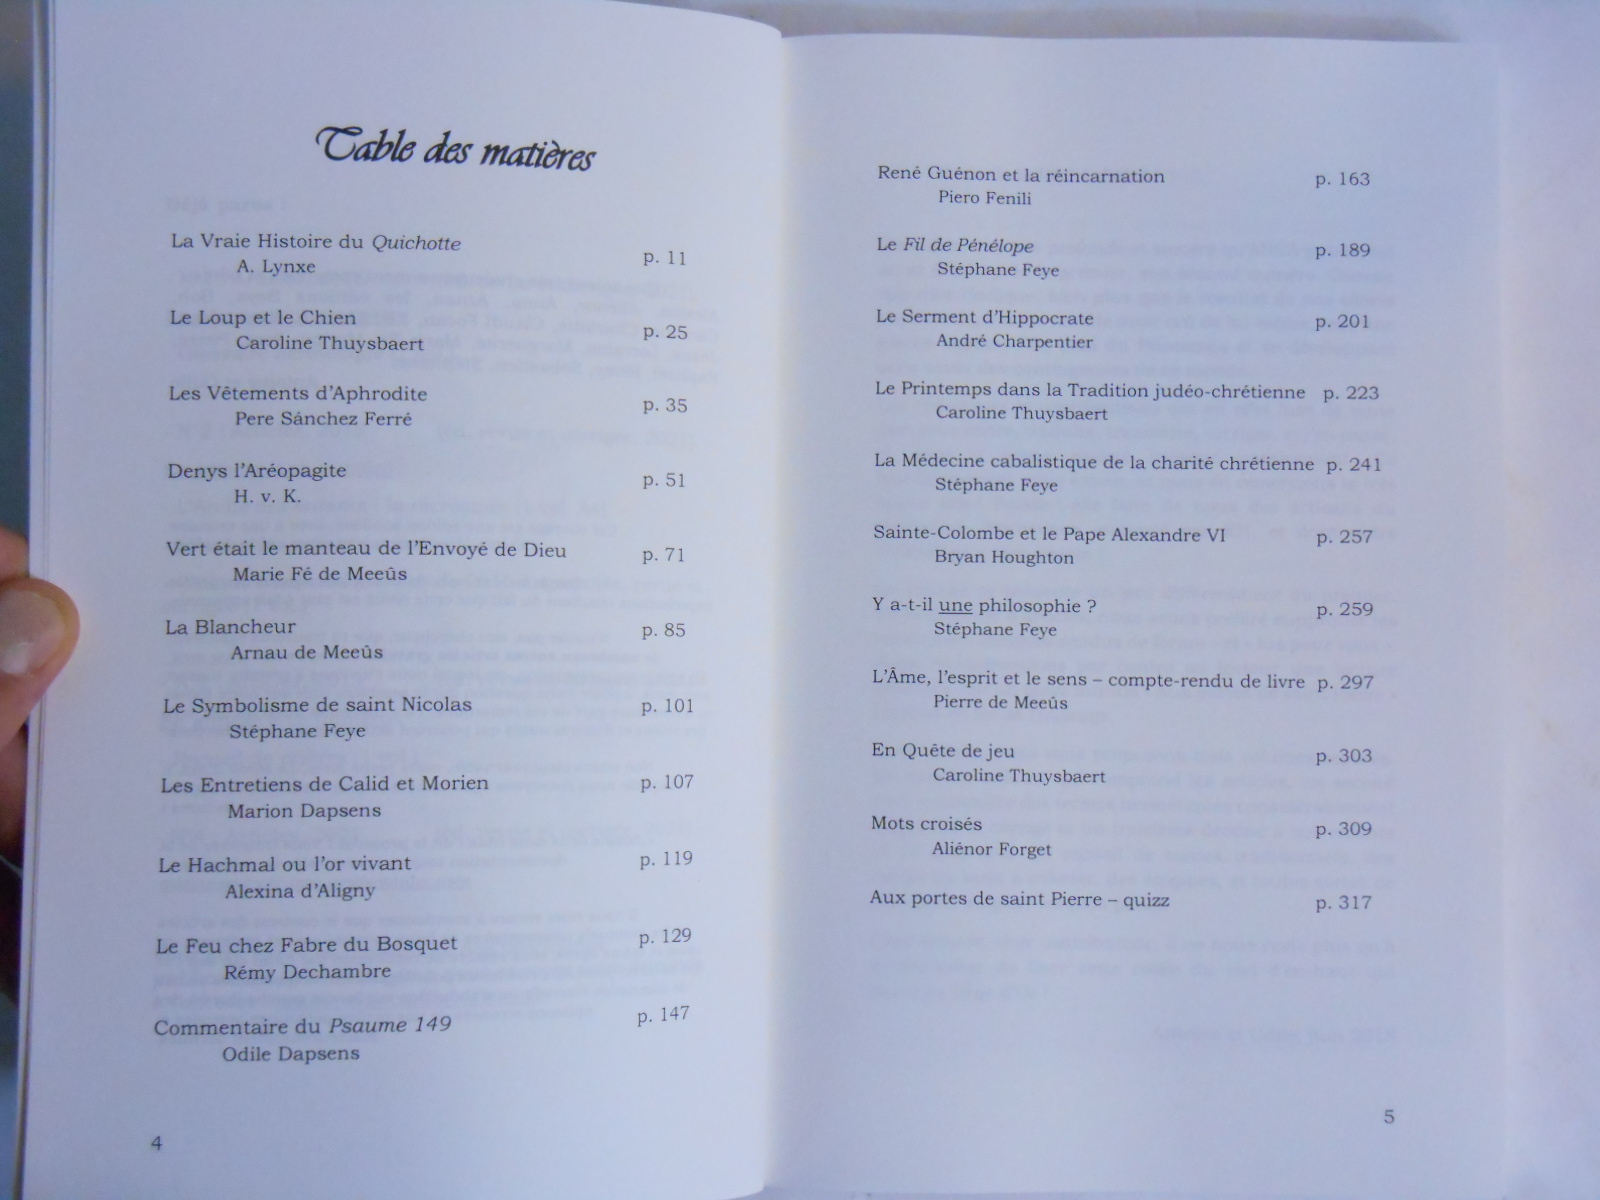 Table des matières
La Vraie Histoire du Quichotte p. 11
A. Lynxe
Le Loup et le Chien p. 25
Caroline Thuysbaert
Les Vêtements d'Aphrodite p. 35
Pere Sánchez Ferré
Denys l'Aréopagite p. 51
H. v. K.
Vert était le manteau de l'Envoyé de Dieu p. 71
Marie Fé de Meeûs
La Blancheur p. 85
Arnau de Meeûs
Le Symbolisme de saint Nicolas p. 101
Stéphane Feye
Les Entretiens de Calid et Morien p. 107
Marion Dapsens
Le Hachmal ou l'or vivant p. 119
Alexina d'Aligny
Le Feu chez Fabre du Bosquet p. 129
Rémy Dechambre
Commentaire du Psaume 149 p. 147
Odile Dapsens
4
René Guénon et la réincarnation p. 163
Piero Fenili
Le Fil de Pénélope p. 189
Stéphane Feye
Le Serment d'Hippocrate p. 201
André Charpentier
Le Printemps dans la Tradition judéo-chrétienne p. 223
Caroline Thuysbaert
La Médecine cabalistique de la charité chrétienne p. 241
Stéphane Feye
Sainte-Colombe et le Pape Alexandre VI p. 257
Bryan Houghton
Y a-t-il une philosophie ? p. 259
Stéphane Feye
L'Âme, l'esprit et le sens – compte-rendu de livre p. 297
Pierre de Meeûs
En Quête de jeu p. 303
Caroline Thuysbaert
Mots croisés p. 309
Aliénor Forget
Aux portes de saint Pierre – quizz p. 317
5